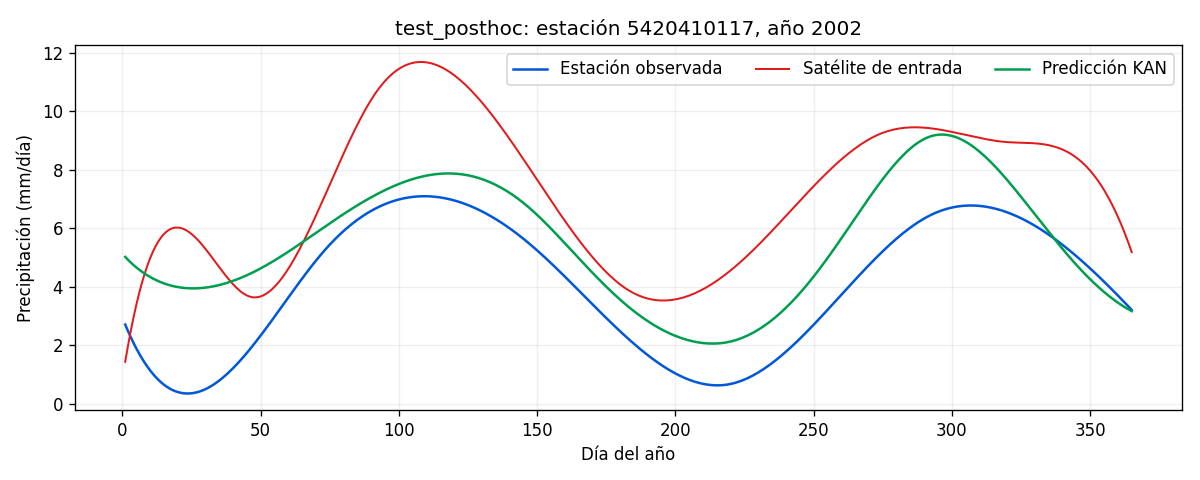 test_posthoc: estación 5420410117, año 2002
Estación observada
Satélite de entrada
Predicción KAN
Precipitación (mm/día)
12
10
8
6
4
2
0
0 50 100 150 200 250 300 350
Día del año